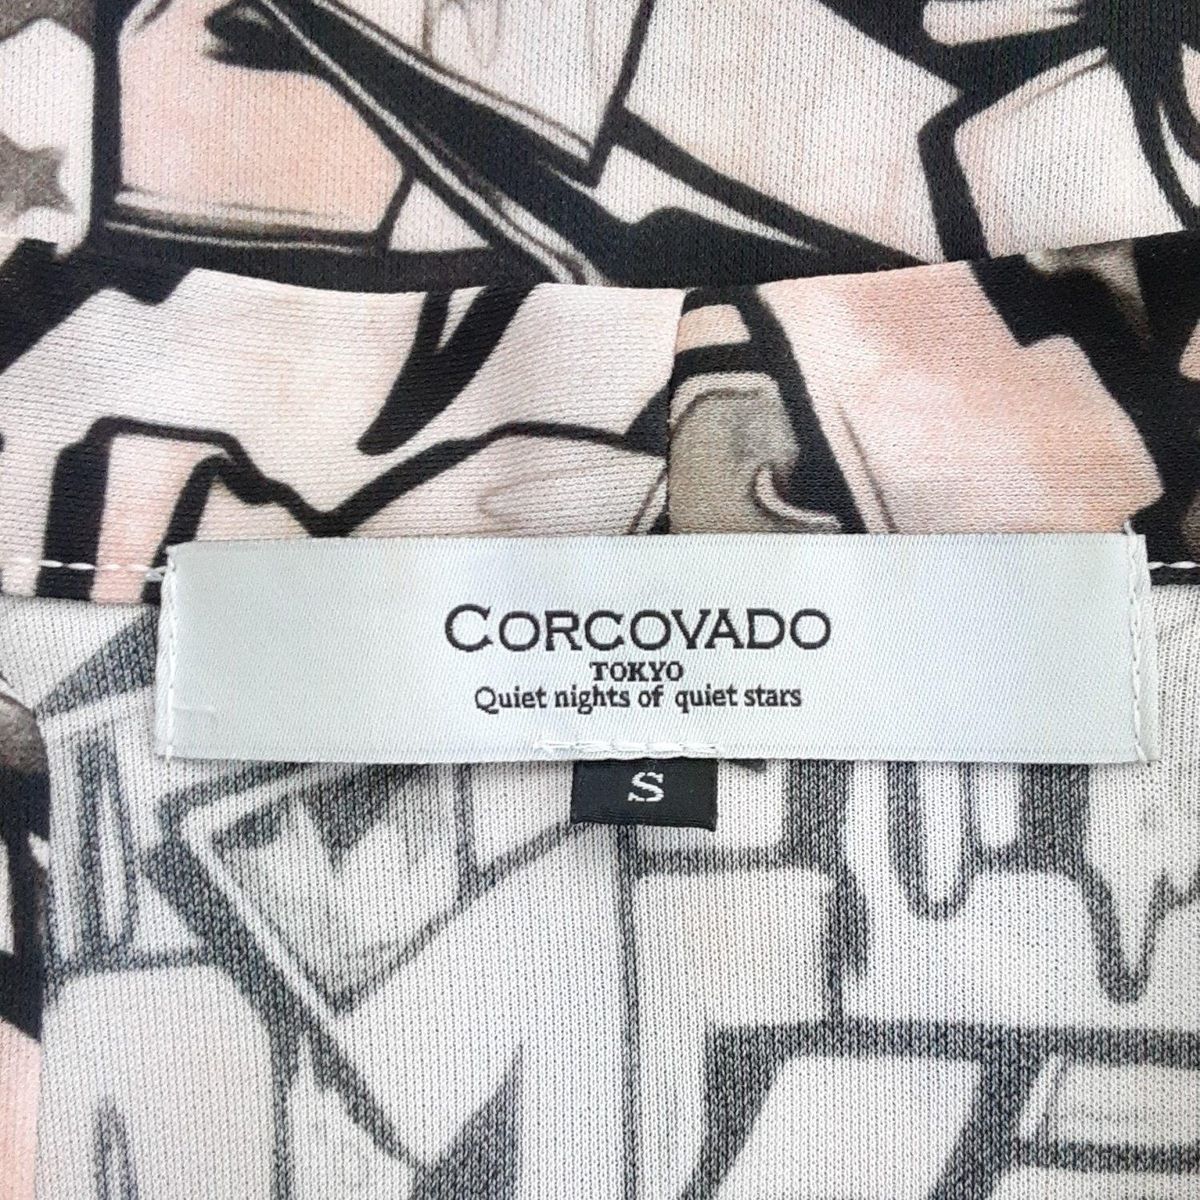 CORCOVADO
TOKYO
Quiet nights of quiet stars
S